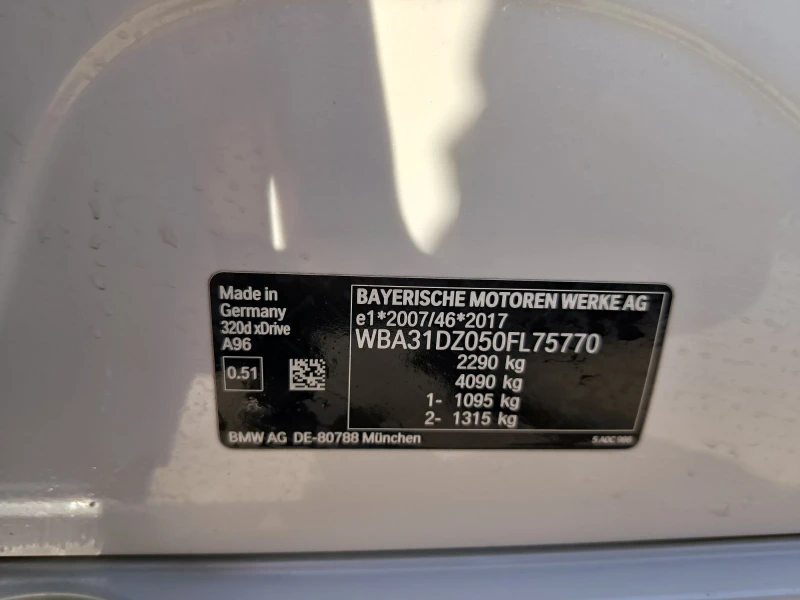 Made in
Germany
320d xDrive
A96
0.51
BMW AG DE-80788 München
BAYERISCHE MOTOREN WERKE AG
e1*2007/46*2017
WBA31DZ050FL75770
2290 kg
4090 kg
1- 1095 kg
2- 1315 kg